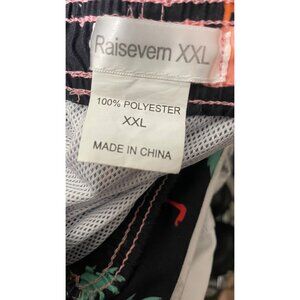 Raisevern XXL
100% POLYESTER
XXL
MADE IN CHINA